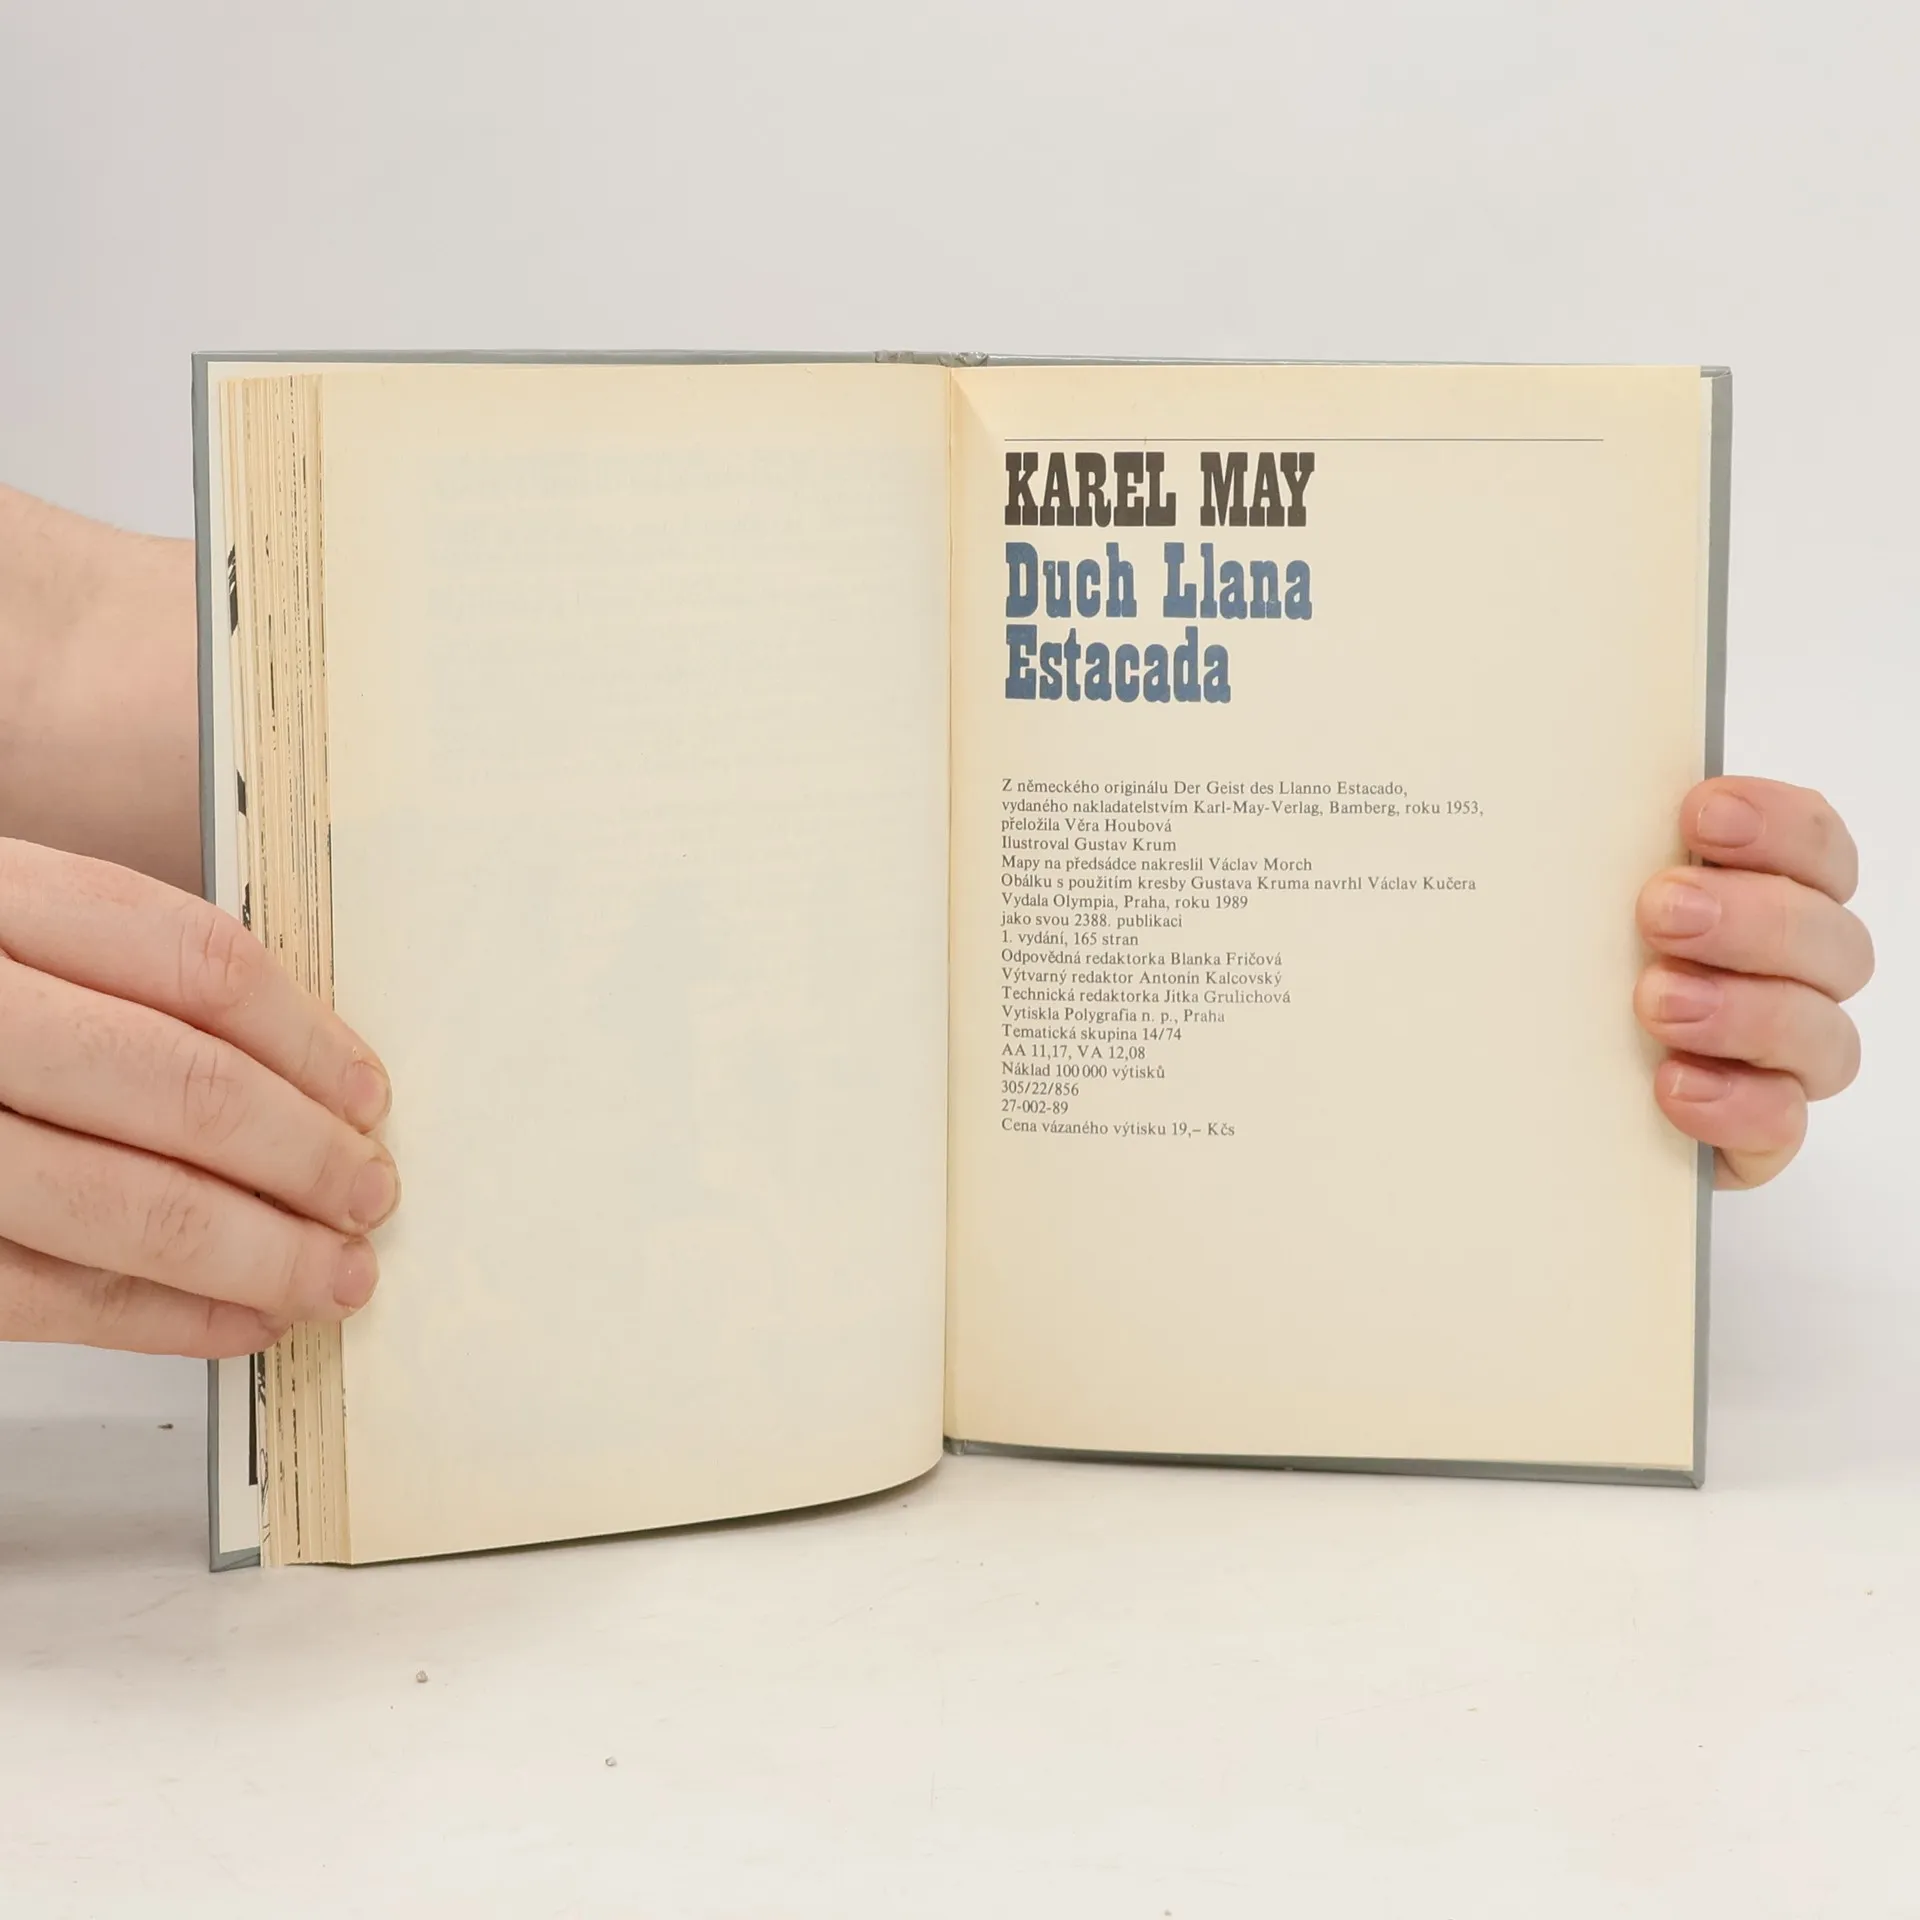 KAREL MAY
Duch Llana
Estacada
Z německého originálu Der Geist des Llanno Estacado,
vydaného nakladatelstvím Karl-May-Verlag, Bamberg, roku 1953,
přeložila Věra Houbová
Ilustroval Gustav Krum
Mapy na předsádce nakreslil Václav Morch
Obálku s použitím kresby Gustava Kruma navrhl Václav Kučera
Vydala Olympia, Praha, roku 1989
jako svou 2388. publikaci
1. vydání, 165 stran
Odpovědná redaktorka Blanka Fričová
Výtvarný redaktor Antonín Kalcovský
Technická redaktorka Jitka Grulichová
Vytiskla Polygrafia n. p., Praha
Tematická skupina 14/74
AA 11,17, VA 12,08
Náklad 100 000 výtisků
305/22/856
27-002-89
Cena vázaného výtisku 19,– Kčs